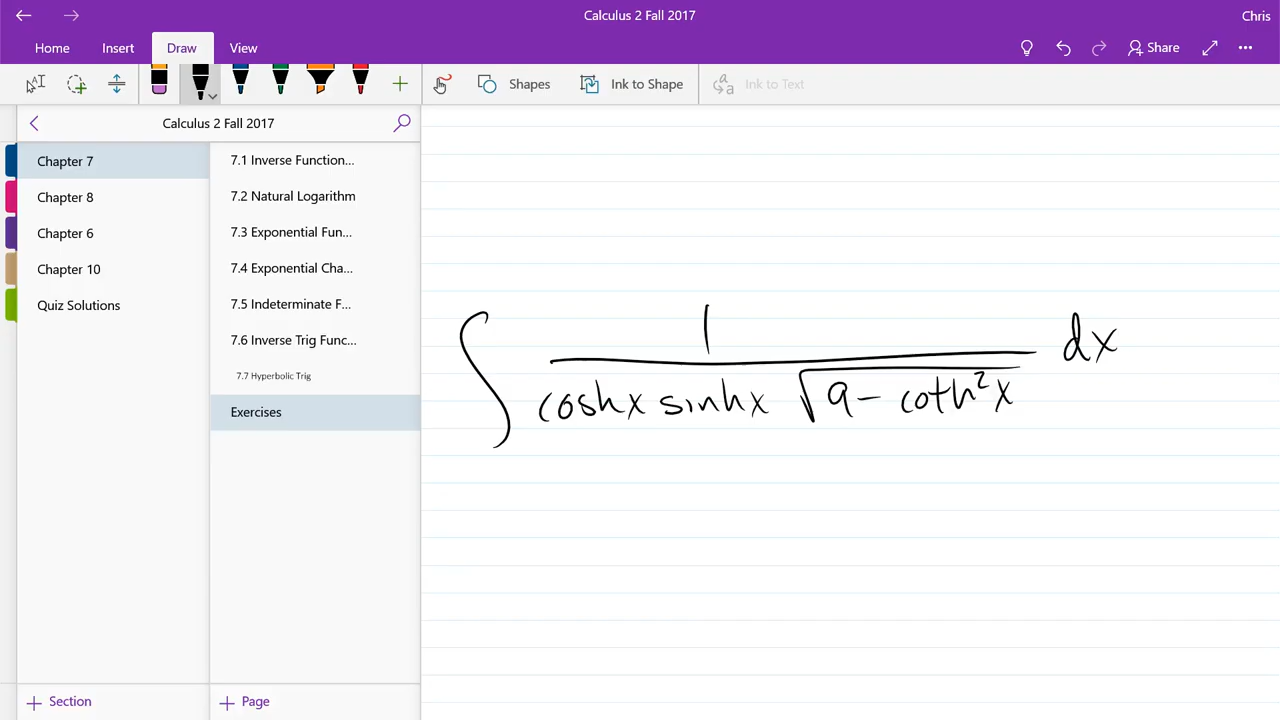 Calculus 2 Fall 2017
Chris
Home Insert Draw View
Share
Shapes Ink to Shape Ink to Text
Calculus 2 Fall 2017
Chapter 7
Chapter 8
Chapter 6
Chapter 10
Quiz Solutions
7.1 Inverse Function...
7.2 Natural Logarithm
7.3 Exponential Fun...
7.4 Exponential Cha...
7.5 Indeterminate F...
7.6 Inverse Trig Func...
7.7 Hyperbolic Trig
Exercises
∫ 1 / (coshx sinhx √(9 - coth²x)) dx
+ Section
+ Page